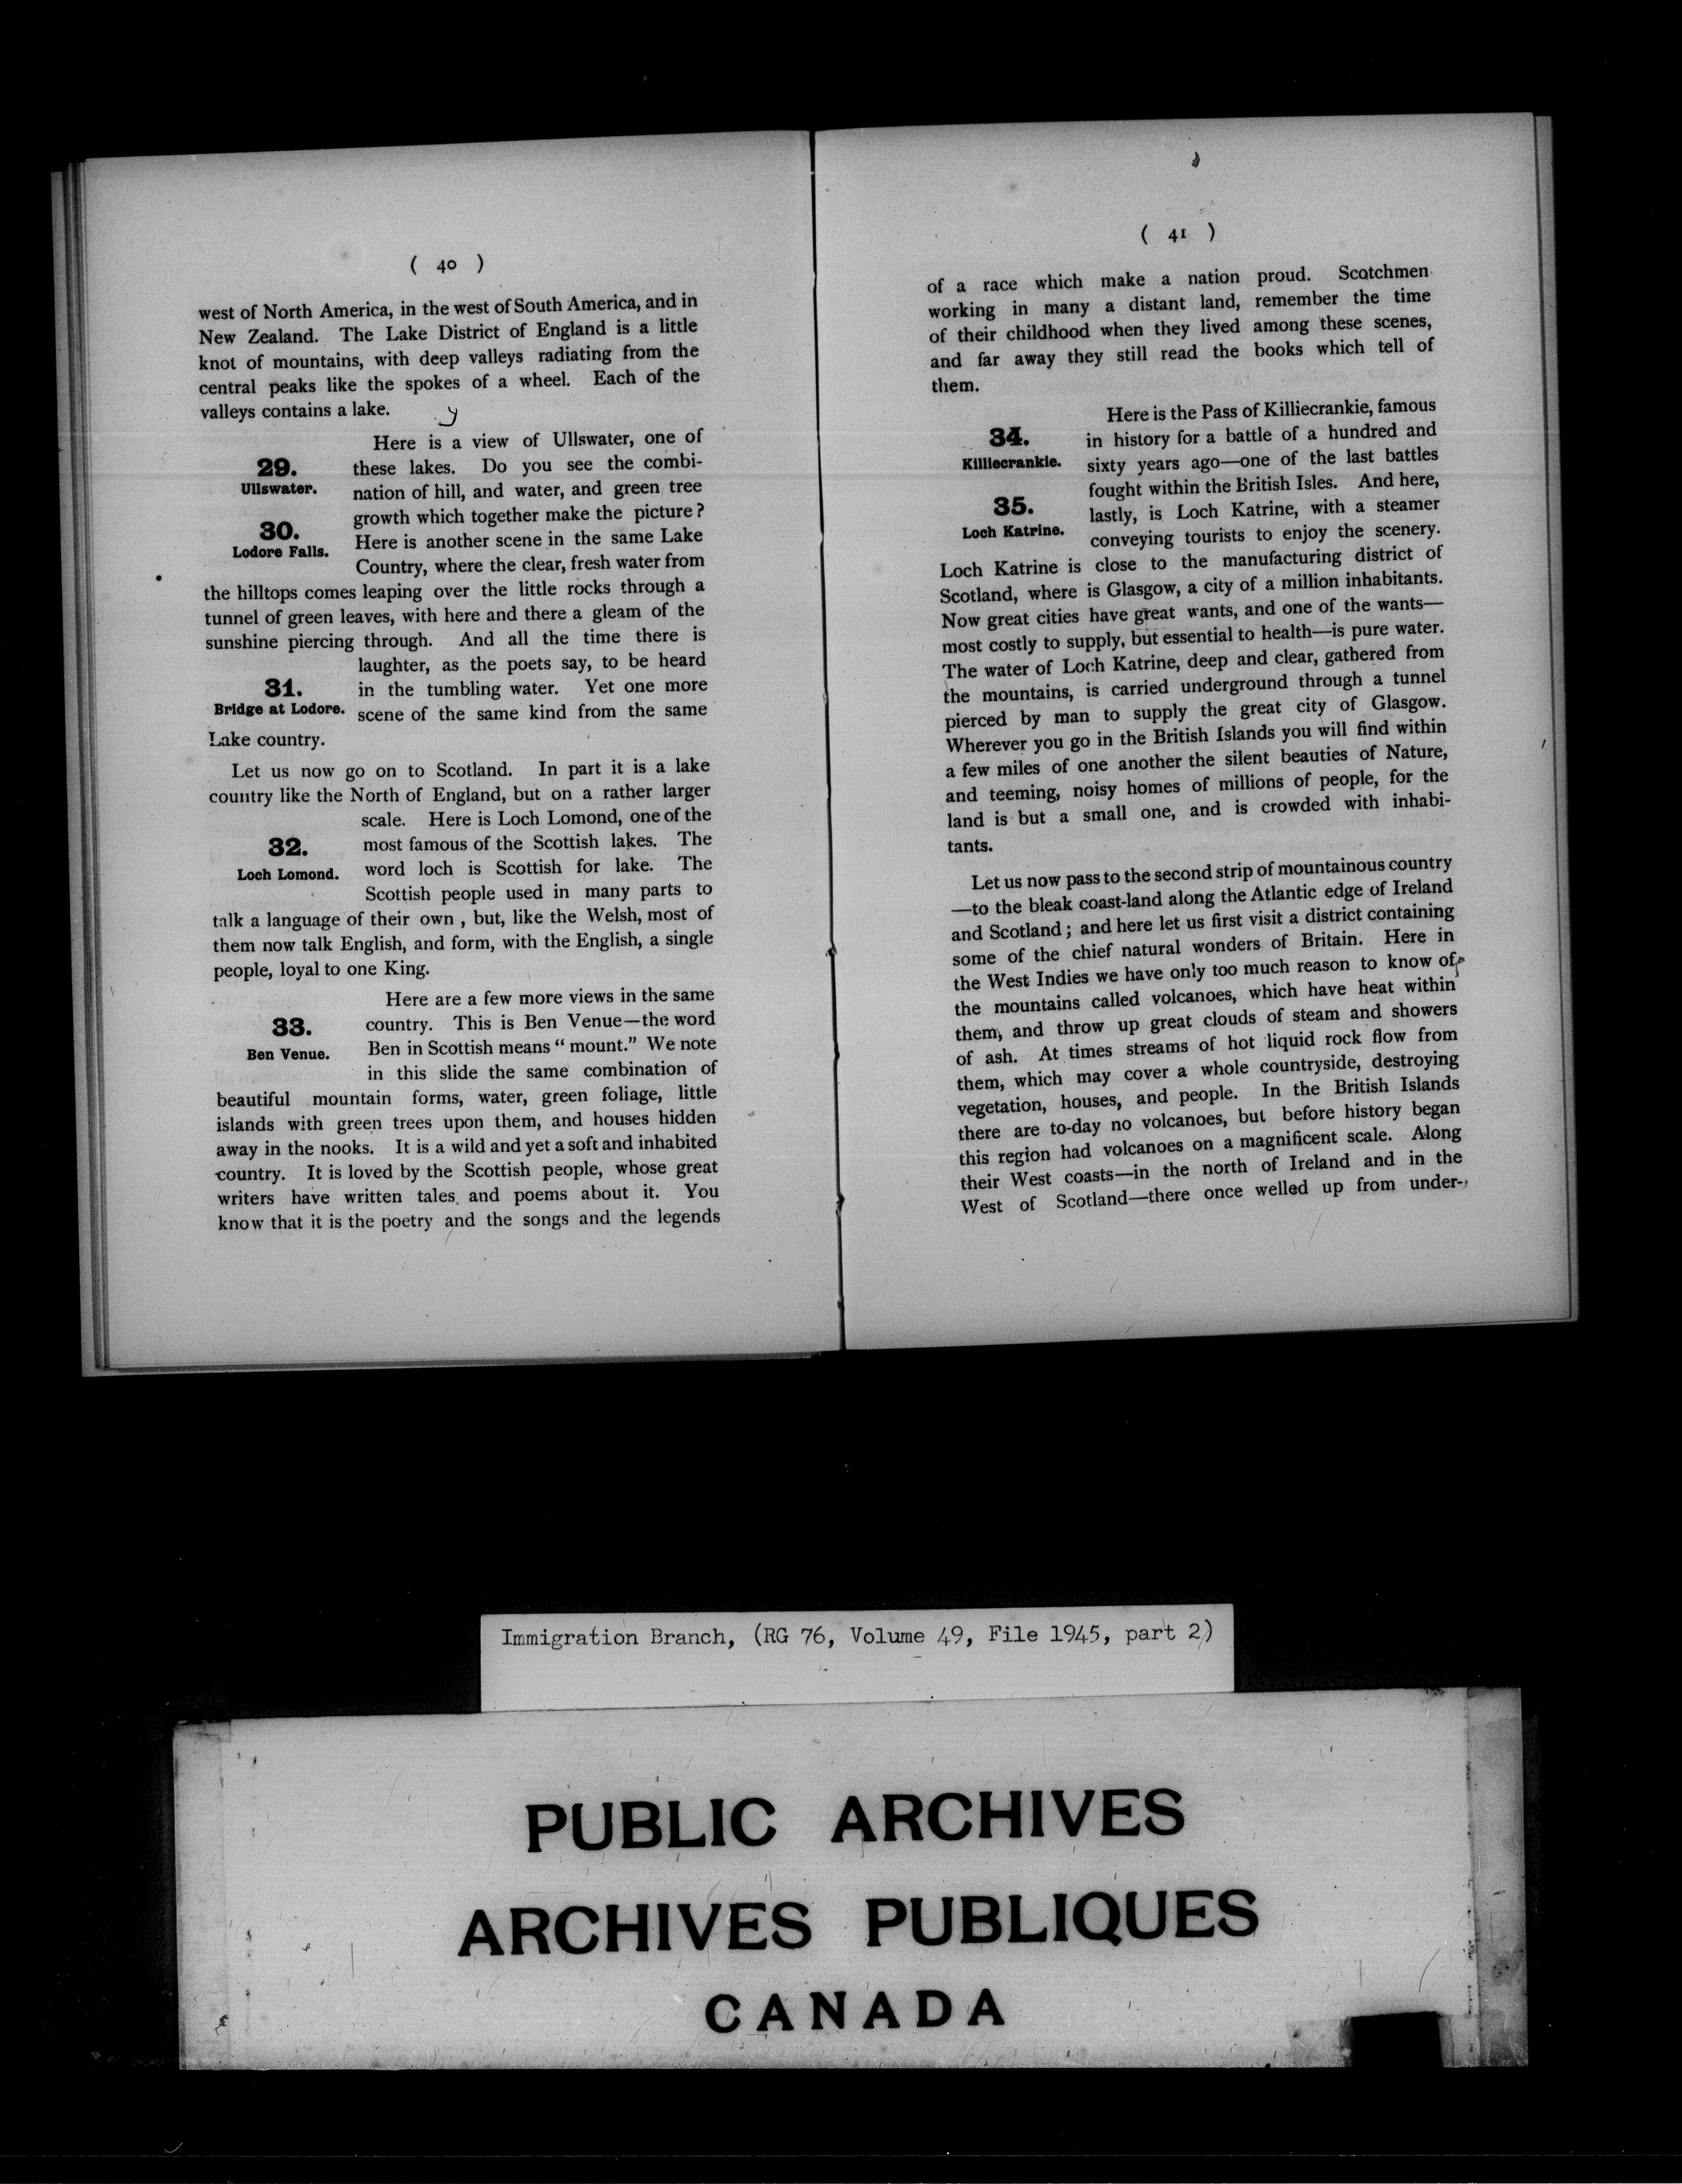 ( 40 )
west of North America, in the west of South America, and in
New Zealand. The Lake District of England is a little
knot of mountains, with deep valleys radiating from the
central peaks like the spokes of a wheel. Each of the
valleys contains a lake.
Here is a view of Ullswater, one of
29.
Ullswater.
these lakes. Do you see the combi-
nation of hill, and water, and green tree
growth which together make the picture?
30.
Lodore Falls.
Here is another scene in the same Lake
Country, where the clear, fresh water from
the hilltops comes leaping over the little rocks through a
tunnel of green leaves, with here and there a gleam of the
sunshine piercing through. And all the time there is
laughter, as the poets say, to be heard
31.
Bridge at Lodore.
in the tumbling water. Yet one more
scene of the same kind from the same
Lake country.
Let us now go on to Scotland. In part it is a lake
country like the North of England, but on a rather larger
scale. Here is Loch Lomond, one of the
32.
Loch Lomond.
most famous of the Scottish lakes. The
word loch is Scottish for lake. The
Scottish people used in many parts to
talk a language of their own , but, like the Welsh, most of
them now talk English, and form, with the English, a single
people, loyal to one King.
Here are a few more views in the same
33.
Ben Venue.
country. This is Ben Venue—the word
Ben in Scottish means “ mount.” We note
in this slide the same combination of
beautiful mountain forms, water, green foliage, little
islands with green trees upon them, and houses hidden
away in the nooks. It is a wild and yet a soft and inhabited
country. It is loved by the Scottish people, whose great
writers have written tales and poems about it. You
know that it is the poetry and the songs and the legends
( 41 )
of a race which make a nation proud. Scotchmen
working in many a distant land, remember the time
of their childhood when they lived among these scenes,
and far away they still read the books which tell of
them.
Here is the Pass of Killiecrankie, famous
34.
Killiecrankie.
in history for a battle of a hundred and
sixty years ago—one of the last battles
fought within the British Isles. And here,
35.
Loch Katrine.
lastly, is Loch Katrine, with a steamer
conveying tourists to enjoy the scenery.
Loch Katrine is close to the manufacturing district of
Scotland, where is Glasgow, a city of a million inhabitants.
Now great cities have great wants, and one of the wants—
most costly to supply, but essential to health—is pure water.
The water of Loch Katrine, deep and clear, gathered from
the mountains, is carried underground through a tunnel
pierced by man to supply the great city of Glasgow.
Wherever you go in the British Islands you will find within
a few miles of one another the silent beauties of Nature,
and teeming, noisy homes of millions of people, for the
land is but a small one, and is crowded with inhabi-
tants.
Let us now pass to the second strip of mountainous country
—to the bleak coast-land along the Atlantic edge of Ireland
and Scotland ; and here let us first visit a district containing
some of the chief natural wonders of Britain. Here in
the West Indies we have only too much reason to know of
the mountains called volcanoes, which have heat within
them, and throw up great clouds of steam and showers
of ash. At times streams of hot liquid rock flow from
them, which may cover a whole countryside, destroying
vegetation, houses, and people. In the British Islands
there are to-day no volcanoes, but before history began
this region had volcanoes on a magnificent scale. Along
their West coasts—in the north of Ireland and in the
West of Scotland—there once welled up from under-
Immigration Branch, (RG 76, Volume 49, File 1945, part 2)
PUBLIC ARCHIVES
ARCHIVES PUBLIQUES
CANADA